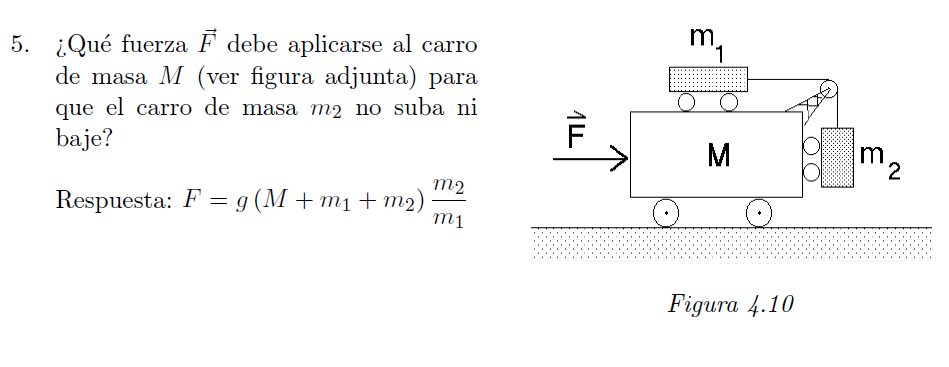 5. ¿Qué fuerza $\vec{F}$ debe aplicarse al carro
de masa $M$ (ver figura adjunta) para
que el carro de masa $m_2$ no suba ni
baje?
Respuesta: $F = g\,(M + m_1 + m_2)\,\dfrac{m_2}{m_1}$
$m_1$
$\vec{F}$
M
$m_2$
Figura 4.10